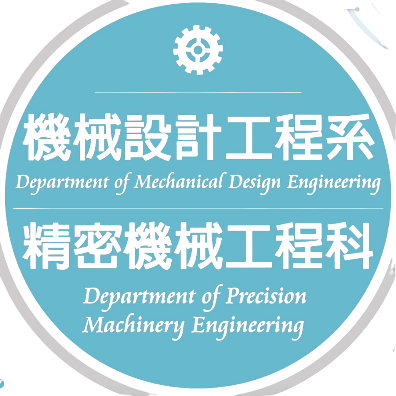 機械設計工程系
Department of Mechanical Design Engineering
精密機械工程科
Department of Precision
Machinery Engineering